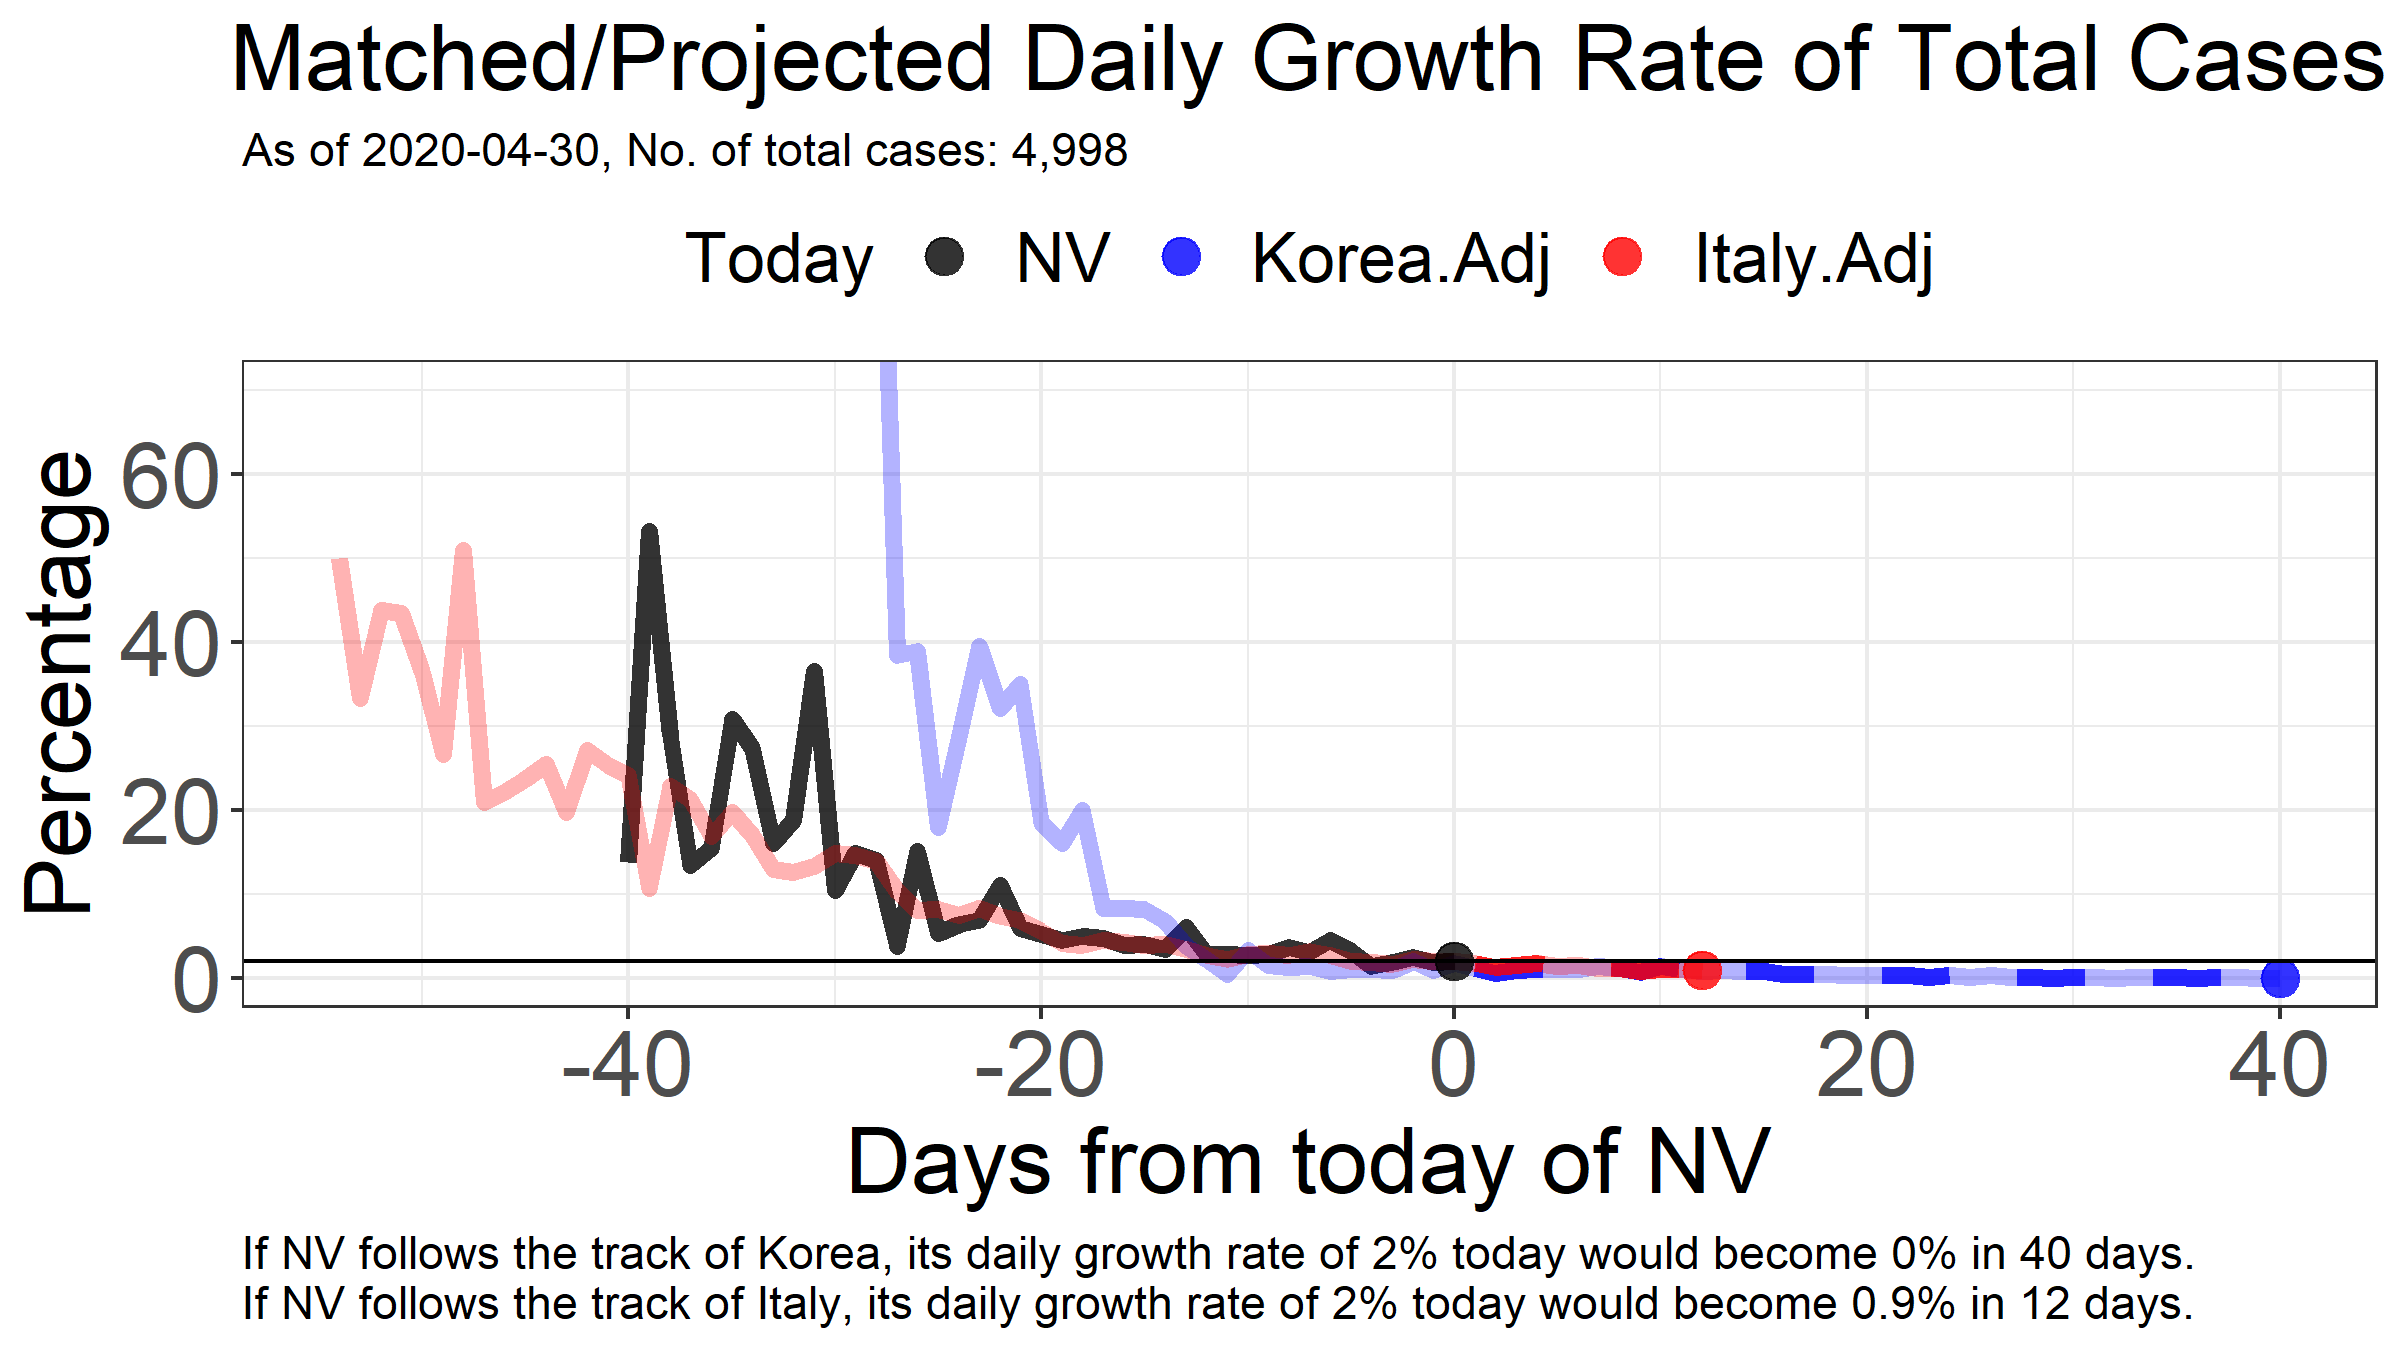 Matched/Projected Daily Growth Rate of Total Cases
As of 2020-04-30, No. of total cases: 4,998
Today NV Korea.Adj Italy.Adj
Percentage
60
40
20
0
-40 -20 0 20 40
Days from today of NV
If NV follows the track of Korea, its daily growth rate of 2% today would become 0% in 40 days.
If NV follows the track of Italy, its daily growth rate of 2% today would become 0.9% in 12 days.